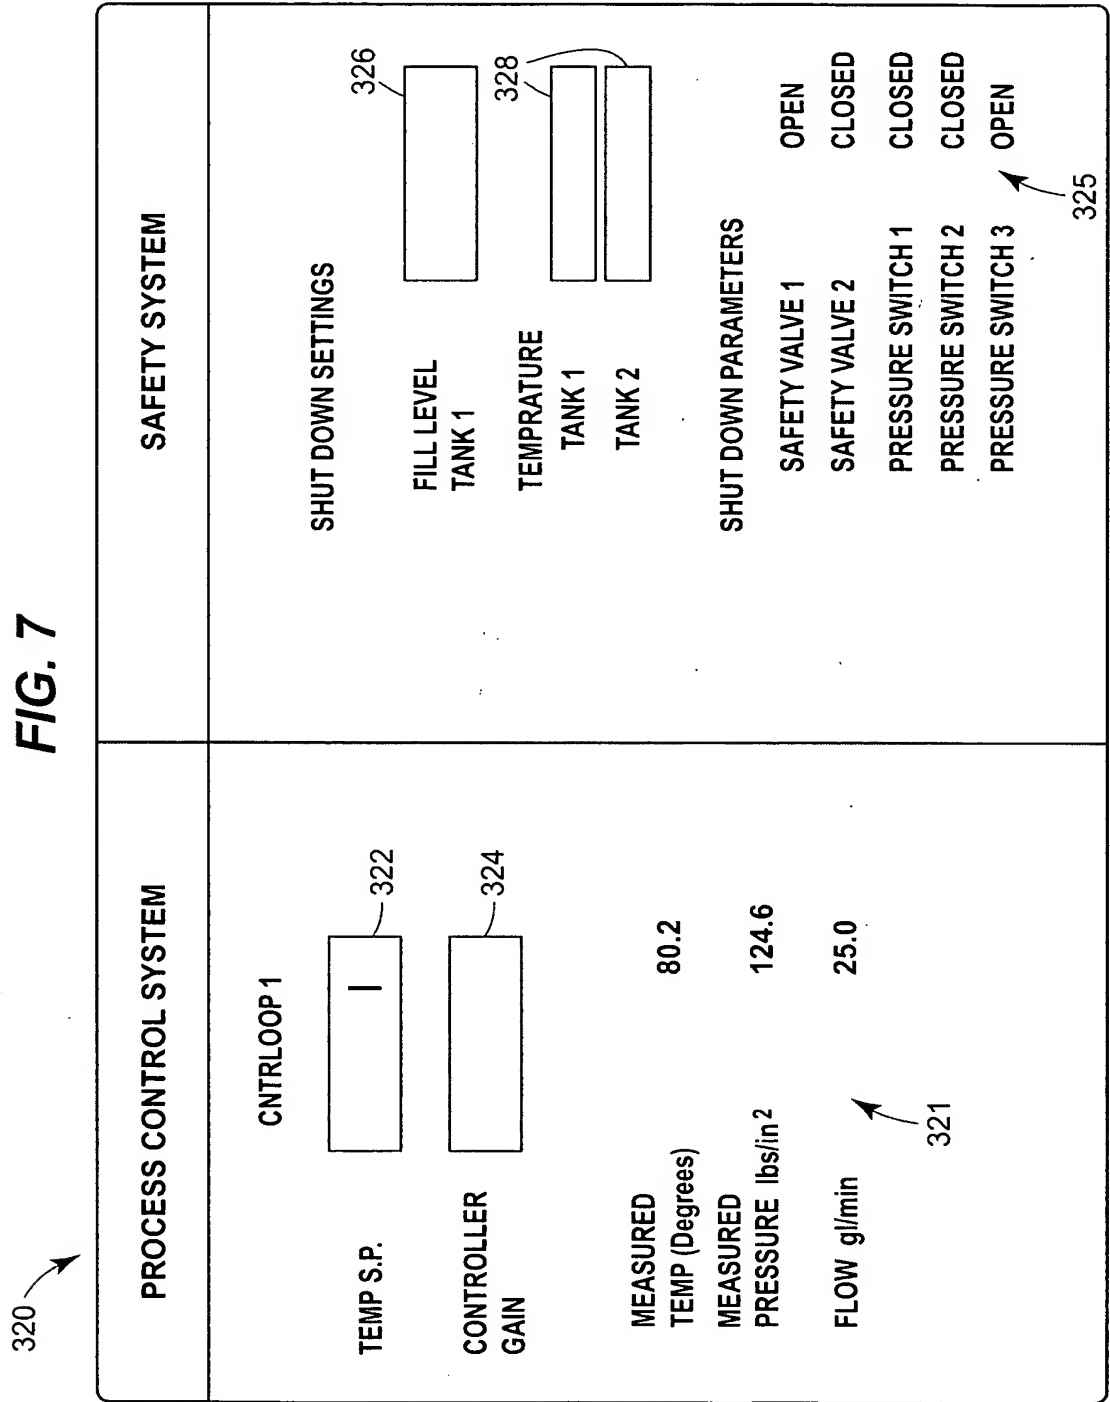 FIG. 7
320
PROCESS CONTROL SYSTEM
CNTRLOOP1
TEMP S.P.
322
CONTROLLER
GAIN
324
MEASURED
TEMP (Degrees) 80.2
MEASURED
PRESSURE lbs/in² 124.6
FLOW gl/min 25.0
321
SAFETY SYSTEM
SHUT DOWN SETTINGS
326
FILL LEVEL
TANK 1
328
TEMPRATURE
TANK 1
TANK 2
SHUT DOWN PARAMETERS
SAFETY VALVE 1 OPEN
SAFETY VALVE 2 CLOSED
PRESSURE SWITCH 1 CLOSED
PRESSURE SWITCH 2 CLOSED
PRESSURE SWITCH 3 OPEN
325